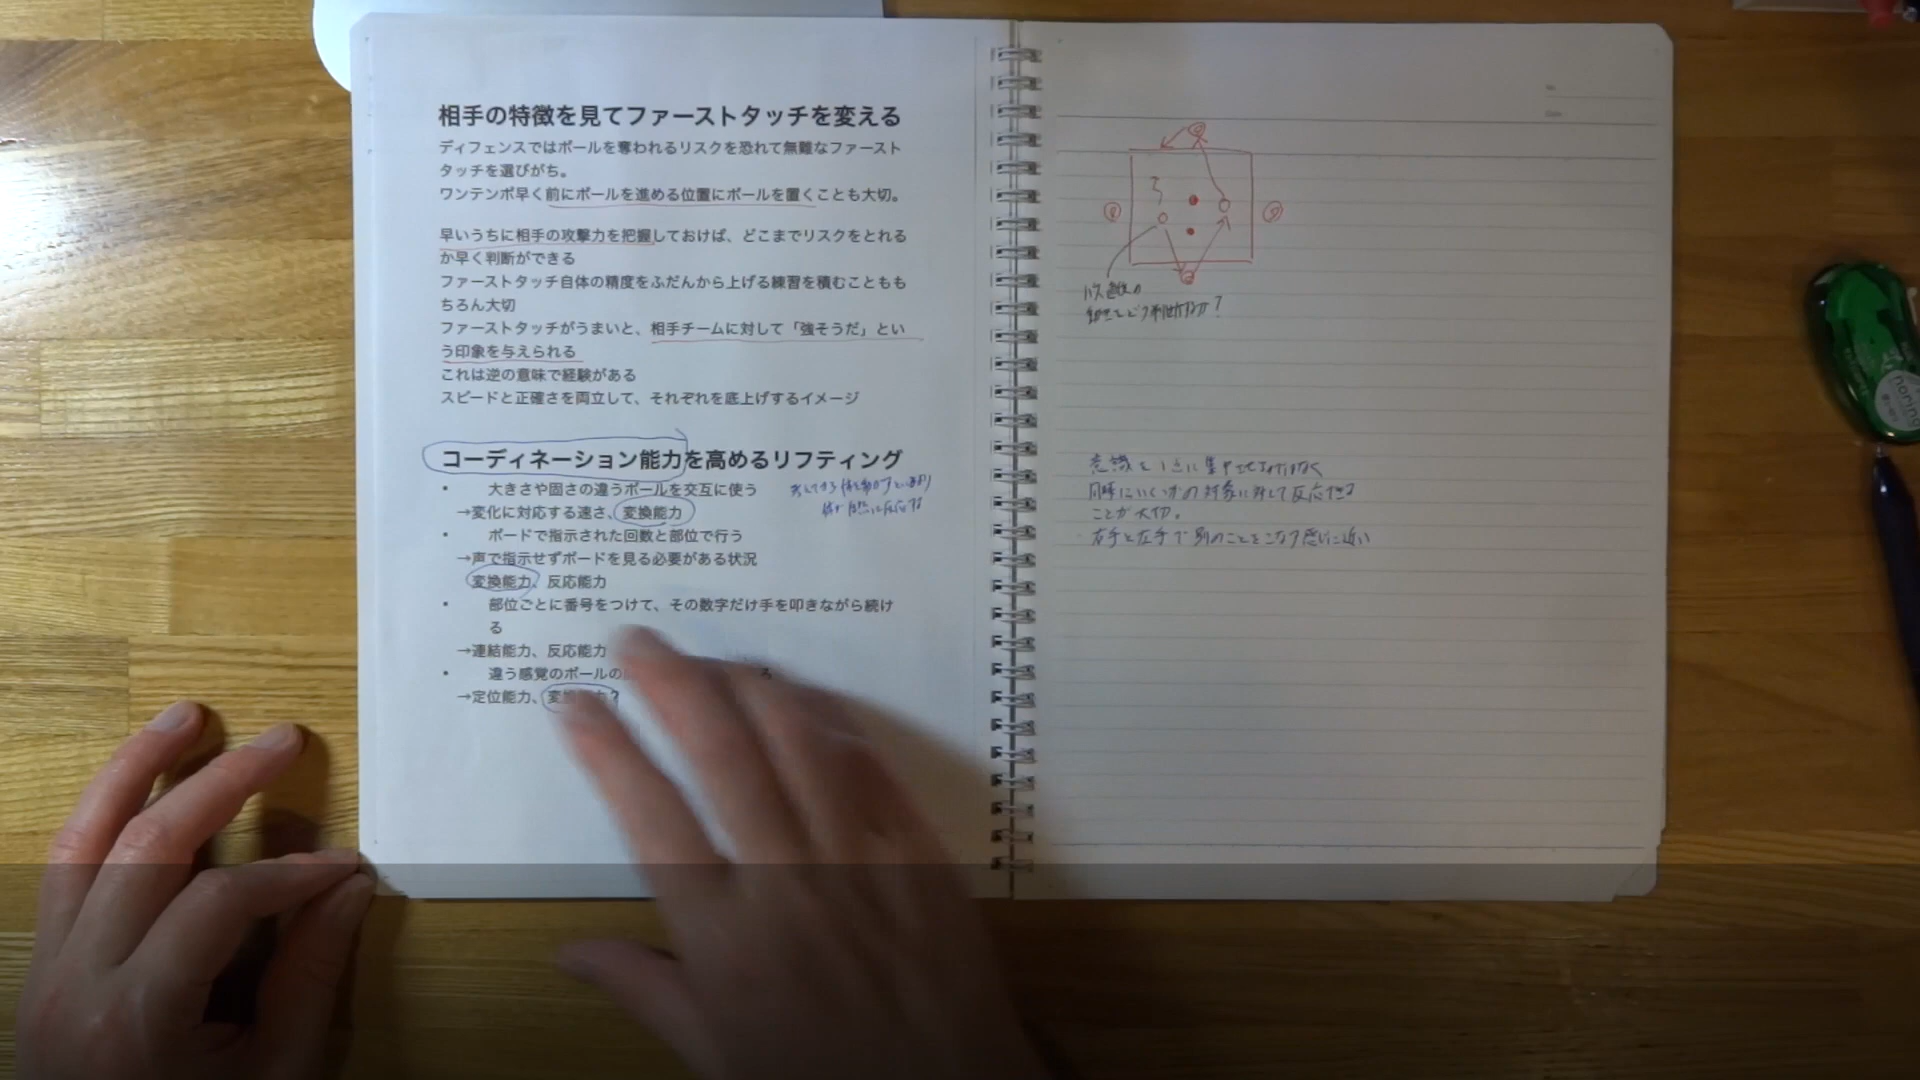 相手の特徴を見てファーストタッチを変える
ディフェンスではボールを奪われるリスクを恐れて無難なファースト
タッチを選びがち。
ワンテンポ早く前にボールを進める位置にボールを置くことも大切。
早いうちに相手の攻撃力を把握しておけば、どこまでリスクをとれる
か早く判断ができる
ファーストタッチ自体の精度をふだんから上げる練習を積むことも
ちろん大切
ファーストタッチがうまいと、相手チームに対して「強そうだ」とい
う印象を与えられる
これは逆の意味で経験がある
スピードと正確さを両立して、それぞれを底上げするイメージ
コーディネーション能力を高めるリフティング
• 大きさや固さの違うボールを交互に使う
→変化に対応する速さ、変換能力
• ボードで指示された回数と部位で行う
→声で指示せずボードを見る必要がある状況
変換能力、反応能力
• 部位ごとに番号をつけて、その数字だけ手を叩きながら続け
る
→連結能力、反応能力
• 違う感覚のボールの
る
→定位能力、変換能力?
体が自然に反応する
意識を1点に集中させるだけでなく
同時にいくつかの対象に対して反応できる
ことが大切。
右手と左手で別のことをこなす感じに近い